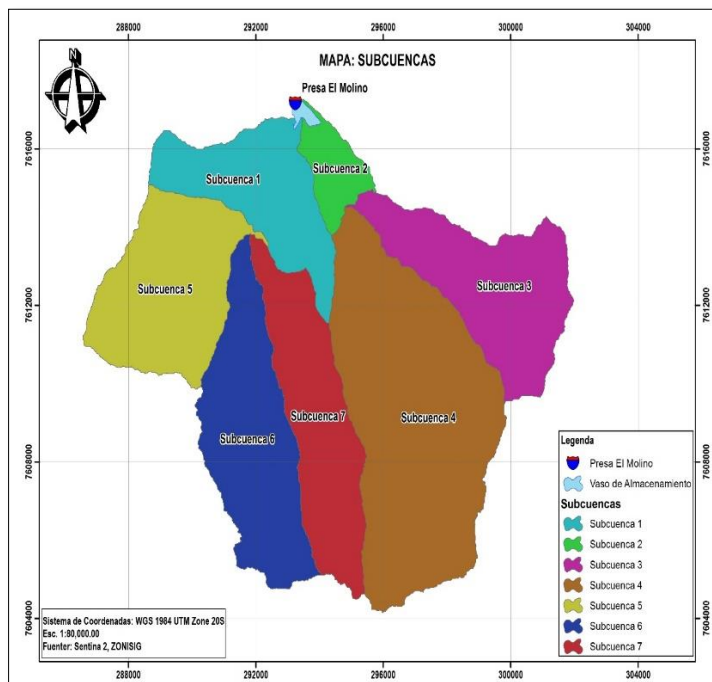 288000 292000 296000 300000 304000
MAPA: SUBCUENCAS
N
Presa El Molino
7616000 7616000
Subcuenca 2
Subcuenca 1
Subcuenca 3
Subcuenca 5
7612000 7612000
Subcuenca 7
Subcuenca 4
Subcuenca 6
7608000 7608000
Legenda
Presa El Molino
Vaso de Almacenamiento
Subcuencas
Subcuenca 1
Subcuenca 2
Subcuenca 3
Subcuenca 4
Subcuenca 5
Subcuenca 6
Subcuenca 7
7604000 7604000
Sistema de Coordenadas: WGS 1984 UTM Zone 20S
Esc. 1:80,000.00
Fuenter: Sentina 2, ZONISIG
288000 292000 296000 300000 304000